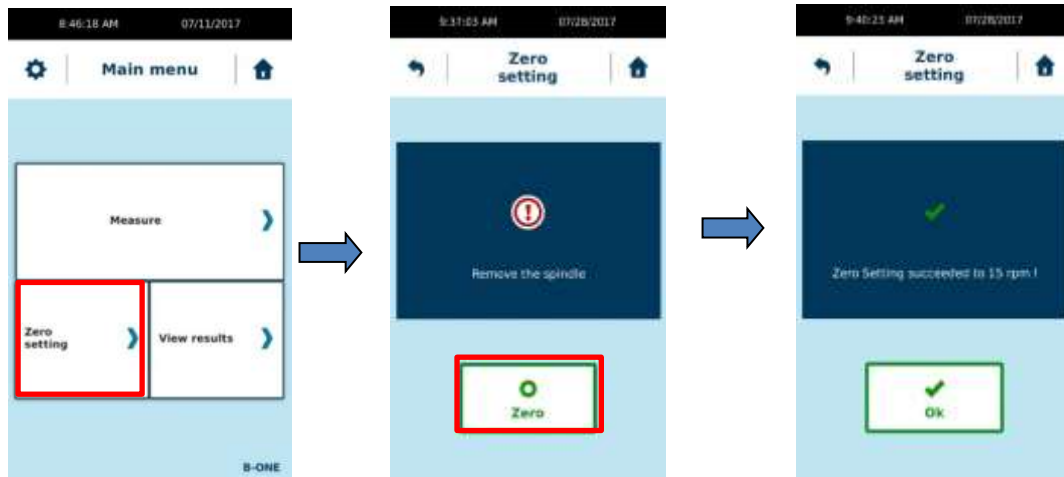 8:46:18 AM 07/11/2017
Main menu
Measure
Zero
setting
View results
B-ONE
9:37:03 AM 07/28/2017
Zero
setting
Remove the spindle
Zero
9:40:23 AM 07/28/2017
Zero
setting
Zero Setting succeeded to 15 rpm !
Ok